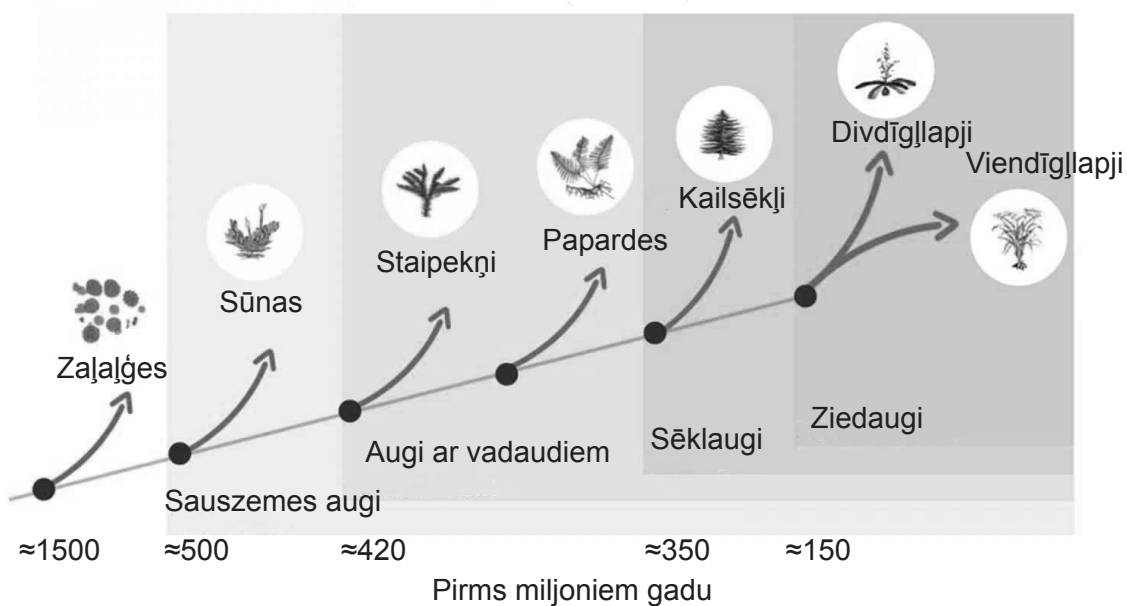 Divdīgļlapji
Viendīgļlapji
Kailsēkļi
Papardes
Staipekņi
Sūnas
Zaļaļģes
Ziedaugi
Sēklaugi
Augi ar vadaudiem
Sauszemes augi
≈1500 ≈500 ≈420 ≈350 ≈150
Pirms miljoniem gadu